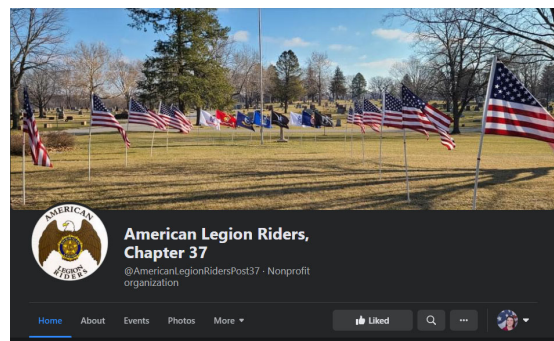 AMERICAN
LEGION
RIDERS
American Legion Riders,
Chapter 37
@AmericanLegionRidersPost37 · Nonprofit
organization
Home About Events Photos More
Liked